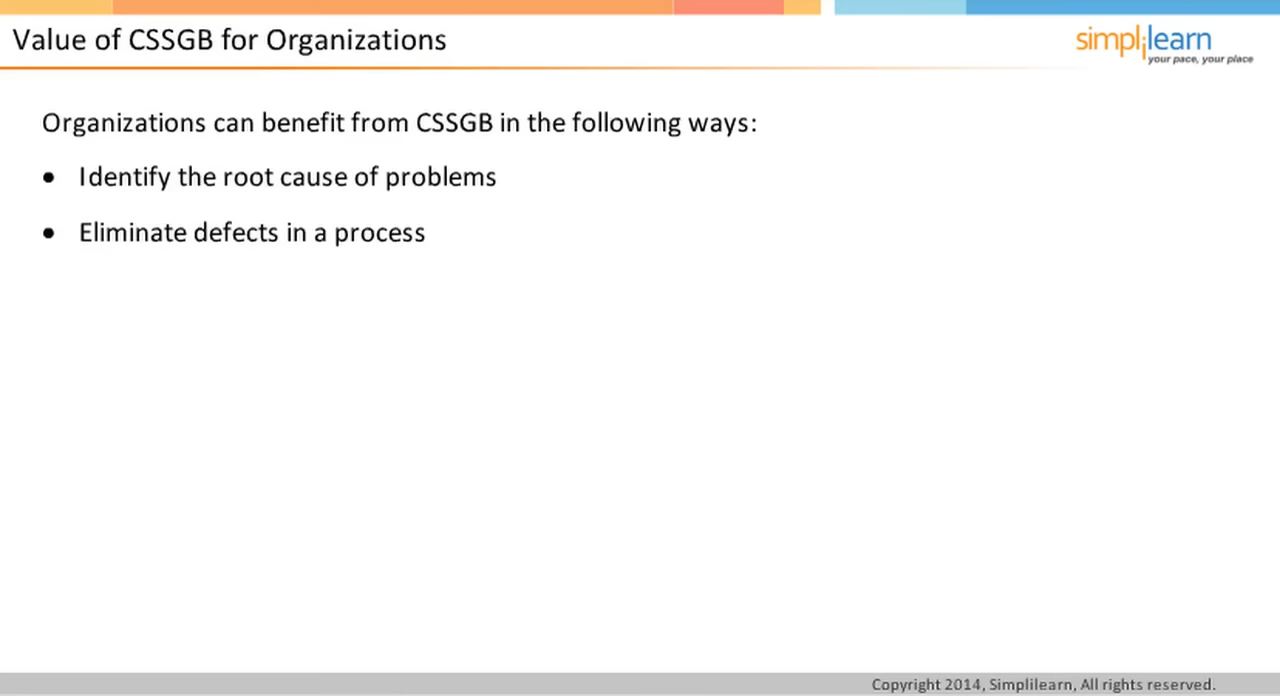 Value of CSSGB for Organizations
simplilearn
your pace, your place
Organizations can benefit from CSSGB in the following ways:
• Identify the root cause of problems
• Eliminate defects in a process
Copyright 2014, Simplilearn, All rights reserved.